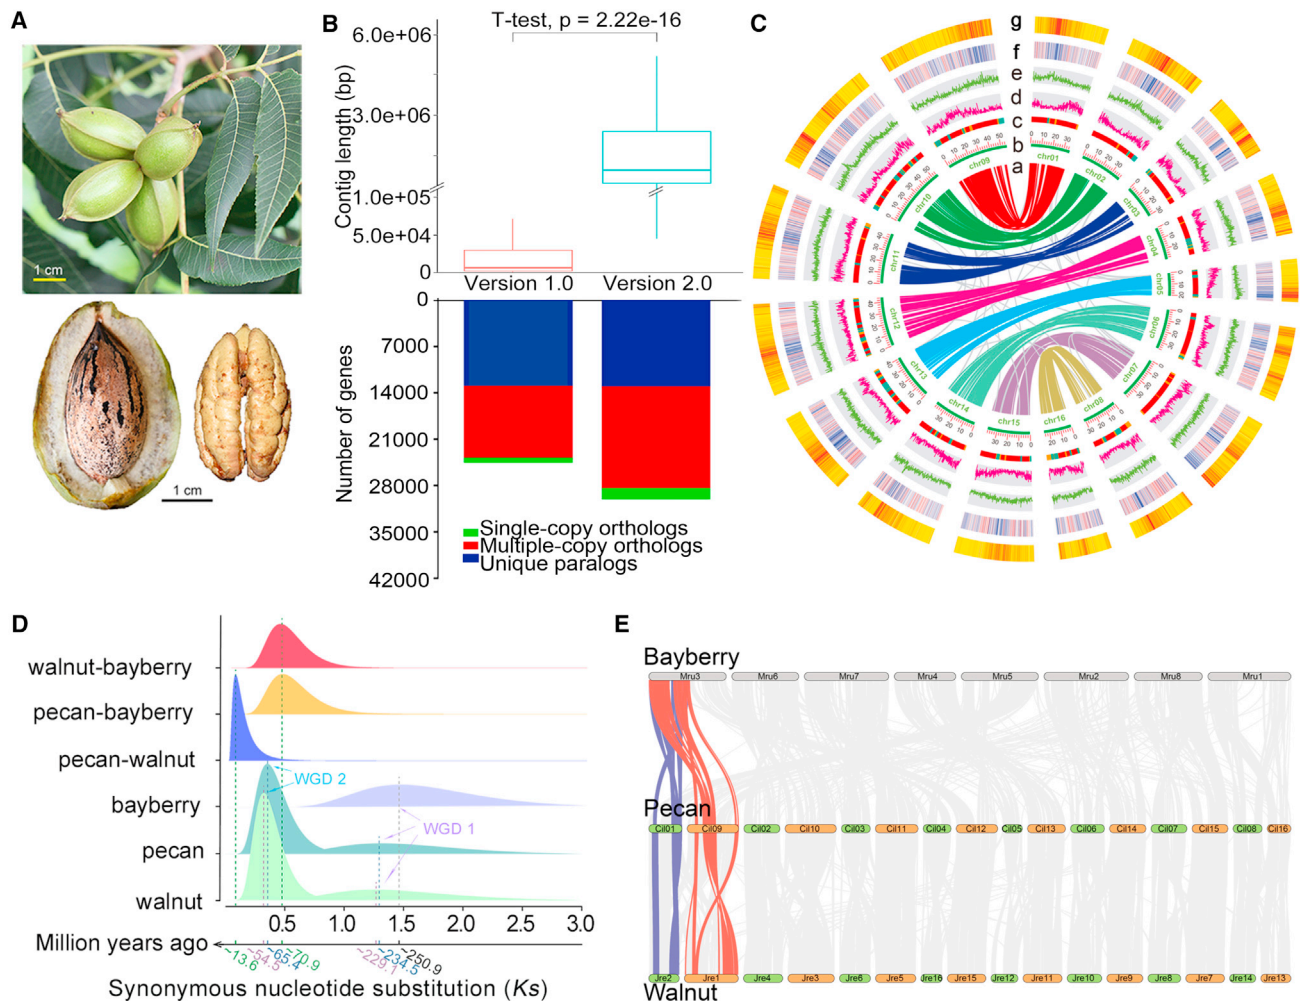 A
1 cm
1 cm
B
T-test, p = 2.22e-16
Contig length (bp)
6.0e+06
3.0e+06
1.0e+05
5.0e+04
0
Version 1.0
Version 2.0
Number of genes
0
7000
14000
21000
28000
35000
42000
Single-copy orthologs
Multiple-copy orthologs
Unique paralogs
C
g
f
e
d
c
b
a
chr01
chr02
chr03
chr04
chr05
chr06
chr07
chr08
chr16
chr15
chr14
chr13
chr12
chr11
chr10
chr09
D
walnut-bayberry
pecan-bayberry
pecan-walnut
bayberry
pecan
walnut
WGD 2
WGD 1
0.5 1.0 1.5 2.0 2.5 3.0
Million years ago
~13.6 ~54.5 ~65.4 ~70.9 ~229.1 ~234.5 ~250.9
Synonymous nucleotide substitution (Ks)
E
Bayberry
Mru3 Mru6 Mru7 Mru4 Mru5 Mru2 Mru8 Mru1
Pecan
Cil01 Cil09 Cil02 Cil10 Cil03 Cil11 Cil04 Cil12 Cil05 Cil13 Cil06 Cil14 Cil07 Cil15 Cil08 Cil16
Jre2 Jre1 Jre4 Jre3 Jre6 Jre5 Jre16 Jre15 Jre12 Jre11 Jre10 Jre9 Jre8 Jre7 Jre14 Jre13
Walnut